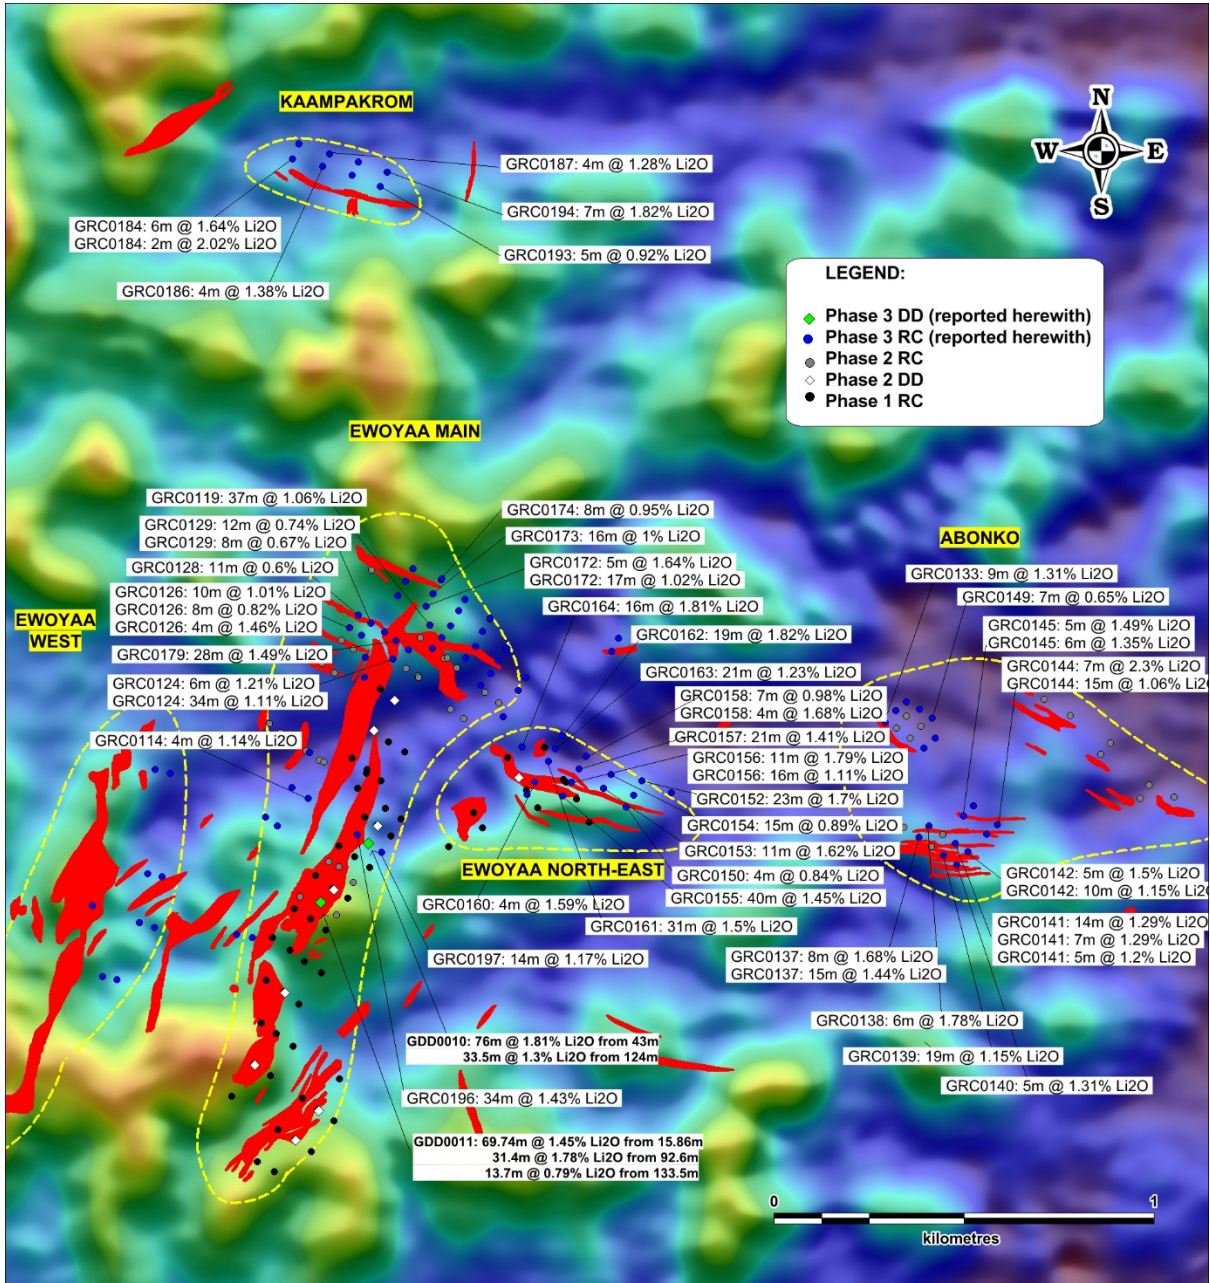 KAAMPAKROM
N
W
E
S
GRC0187: 4m @ 1.28% Li2O
GRC0194: 7m @ 1.82% Li2O
GRC0184: 6m @ 1.64% Li2O
GRC0184: 2m @ 2.02% Li2O
GRC0193: 5m @ 0.92% Li2O
GRC0186: 4m @ 1.38% Li2O
LEGEND:
Phase 3 DD (reported herewith)
Phase 3 RC (reported herewith)
Phase 2 RC
Phase 2 DD
Phase 1 RC
EWOYAA MAIN
GRC0119: 37m @ 1.06% Li2O
GRC0129: 12m @ 0.74% Li2O
GRC0129: 8m @ 0.67% Li2O
GRC0128: 11m @ 0.6% Li2O
GRC0126: 10m @ 1.01% Li2O
GRC0126: 8m @ 0.82% Li2O
GRC0126: 4m @ 1.46% Li2O
GRC0179: 28m @ 1.49% Li2O
GRC0124: 6m @ 1.21% Li2O
GRC0124: 34m @ 1.11% Li2O
GRC0114: 4m @ 1.14% Li2O
EWOYAA
WEST
GRC0174: 8m @ 0.95% Li2O
GRC0173: 16m @ 1% Li2O
GRC0172: 5m @ 1.64% Li2O
GRC0172: 17m @ 1.02% Li2O
GRC0164: 16m @ 1.81% Li2O
GRC0162: 19m @ 1.82% Li2O
GRC0163: 21m @ 1.23% Li2O
GRC0158: 7m @ 0.98% Li2O
GRC0158: 4m @ 1.68% Li2O
GRC0157: 21m @ 1.41% Li2O
GRC0156: 11m @ 1.79% Li2O
GRC0156: 16m @ 1.11% Li2O
GRC0152: 23m @ 1.7% Li2O
GRC0154: 15m @ 0.89% Li2O
GRC0153: 11m @ 1.62% Li2O
GRC0150: 4m @ 0.84% Li2O
GRC0155: 40m @ 1.45% Li2O
EWOYAA NORTH-EAST
GRC0160: 4m @ 1.59% Li2O
GRC0161: 31m @ 1.5% Li2O
GRC0197: 14m @ 1.17% Li2O
ABONKO
GRC0133: 9m @ 1.31% Li2O
GRC0149: 7m @ 0.65% Li2O
GRC0145: 5m @ 1.49% Li2O
GRC0145: 6m @ 1.35% Li2O
GRC0144: 7m @ 2.3% Li2O
GRC0144: 15m @ 1.06% Li2O
GRC0142: 5m @ 1.5% Li2O
GRC0142: 10m @ 1.15% Li2O
GRC0141: 14m @ 1.29% Li2O
GRC0141: 7m @ 1.29% Li2O
GRC0141: 5m @ 1.2% Li2O
GRC0137: 8m @ 1.68% Li2O
GRC0137: 15m @ 1.44% Li2O
GRC0138: 6m @ 1.78% Li2O
GRC0139: 19m @ 1.15% Li2O
GRC0140: 5m @ 1.31% Li2O
GDD0010: 76m @ 1.81% Li2O from 43m
33.5m @ 1.3% Li2O from 124m
GRC0196: 34m @ 1.43% Li2O
GDD0011: 69.74m @ 1.45% Li2O from 15.86m
31.4m @ 1.78% Li2O from 92.6m
13.7m @ 0.79% Li2O from 133.5m
0
1
kilometres